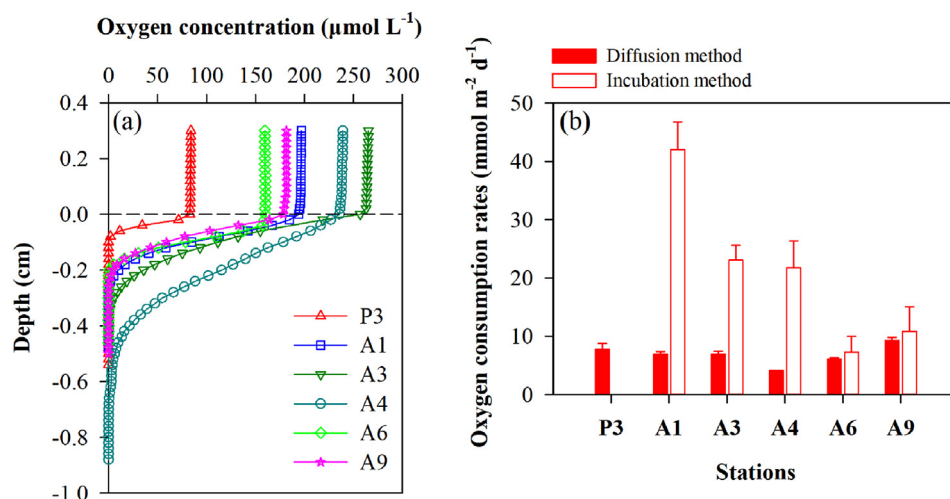 Oxygen concentration (µmol L⁻¹)
0 50 100 150 200 250 300
0.4
0.2
0.0
-0.2
-0.4
-0.6
-0.8
-1.0
Depth (cm)
(a)
P3
A1
A3
A4
A6
A9
Diffusion method
Incubation method
Oxygen consumption rates (mmol m⁻² d⁻¹)
50
40
30
20
10
0
(b)
P3 A1 A3 A4 A6 A9
Stations